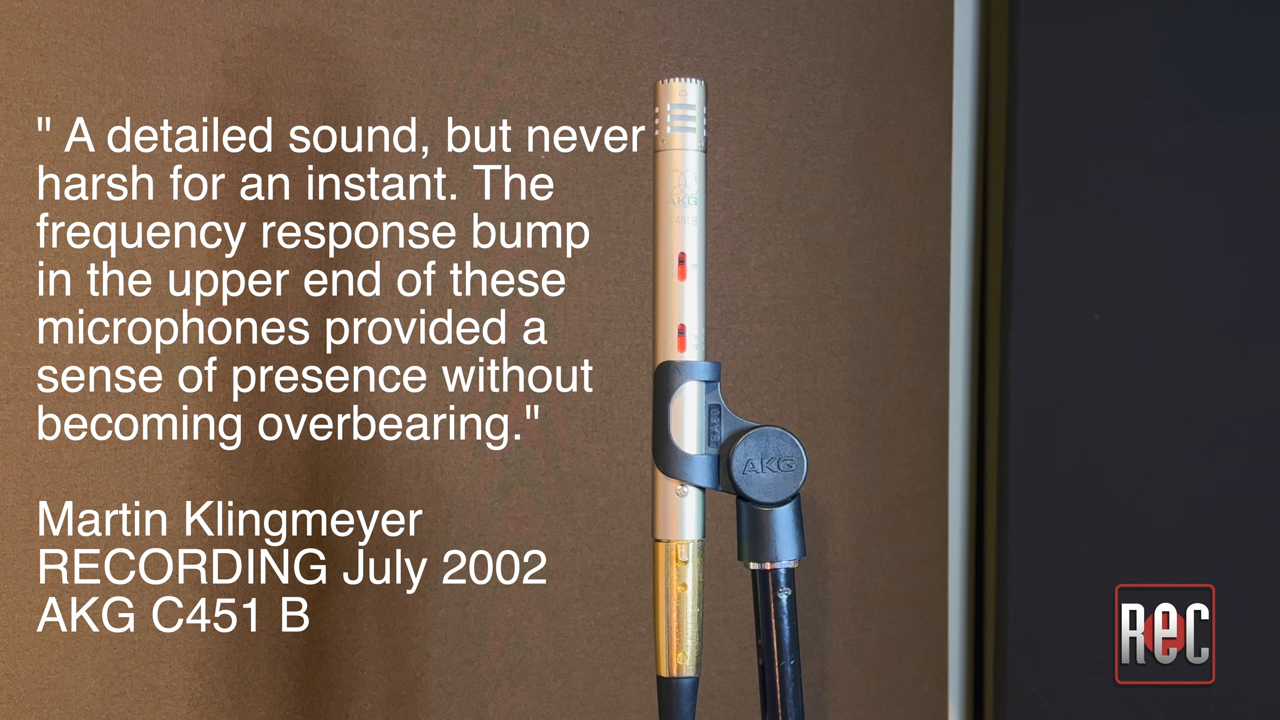 " A detailed sound, but never
harsh for an instant. The
frequency response bump
in the upper end of these
microphones provided a
sense of presence without
becoming overbearing."
Martin Klingmeyer
RECORDING July 2002
AKG C451 B
AKG
C 451 B
AKG
ReC